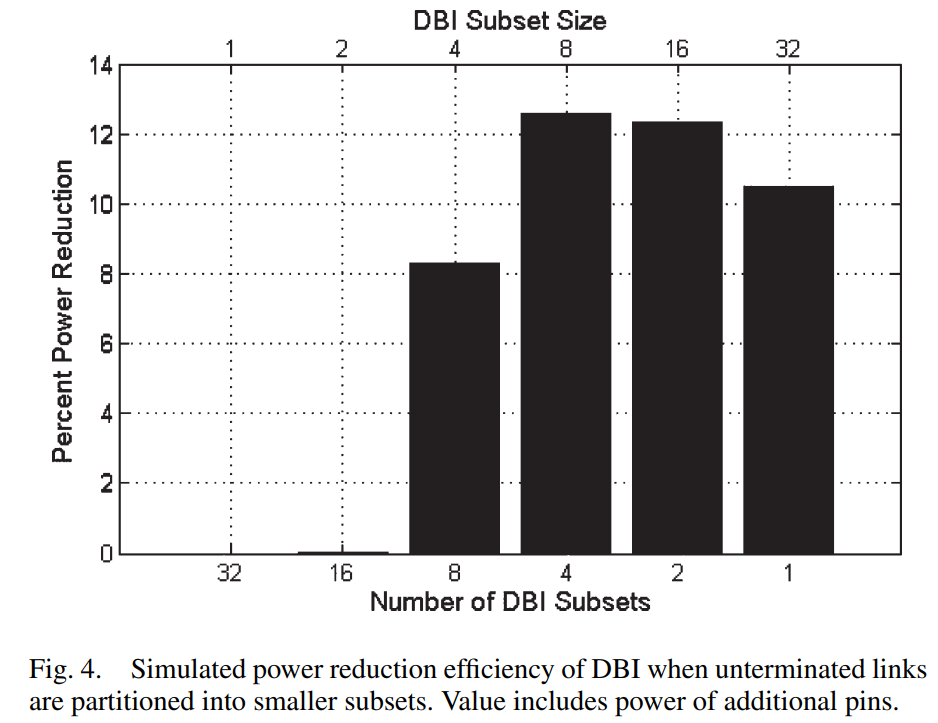 DBI Subset Size
1 2 4 8 16 32
14
12
10
8
6
4
2
0
Percent Power Reduction
32 16 8 4 2 1
Number of DBI Subsets
Fig. 4. Simulated power reduction efficiency of DBI when unterminated links
are partitioned into smaller subsets. Value includes power of additional pins.